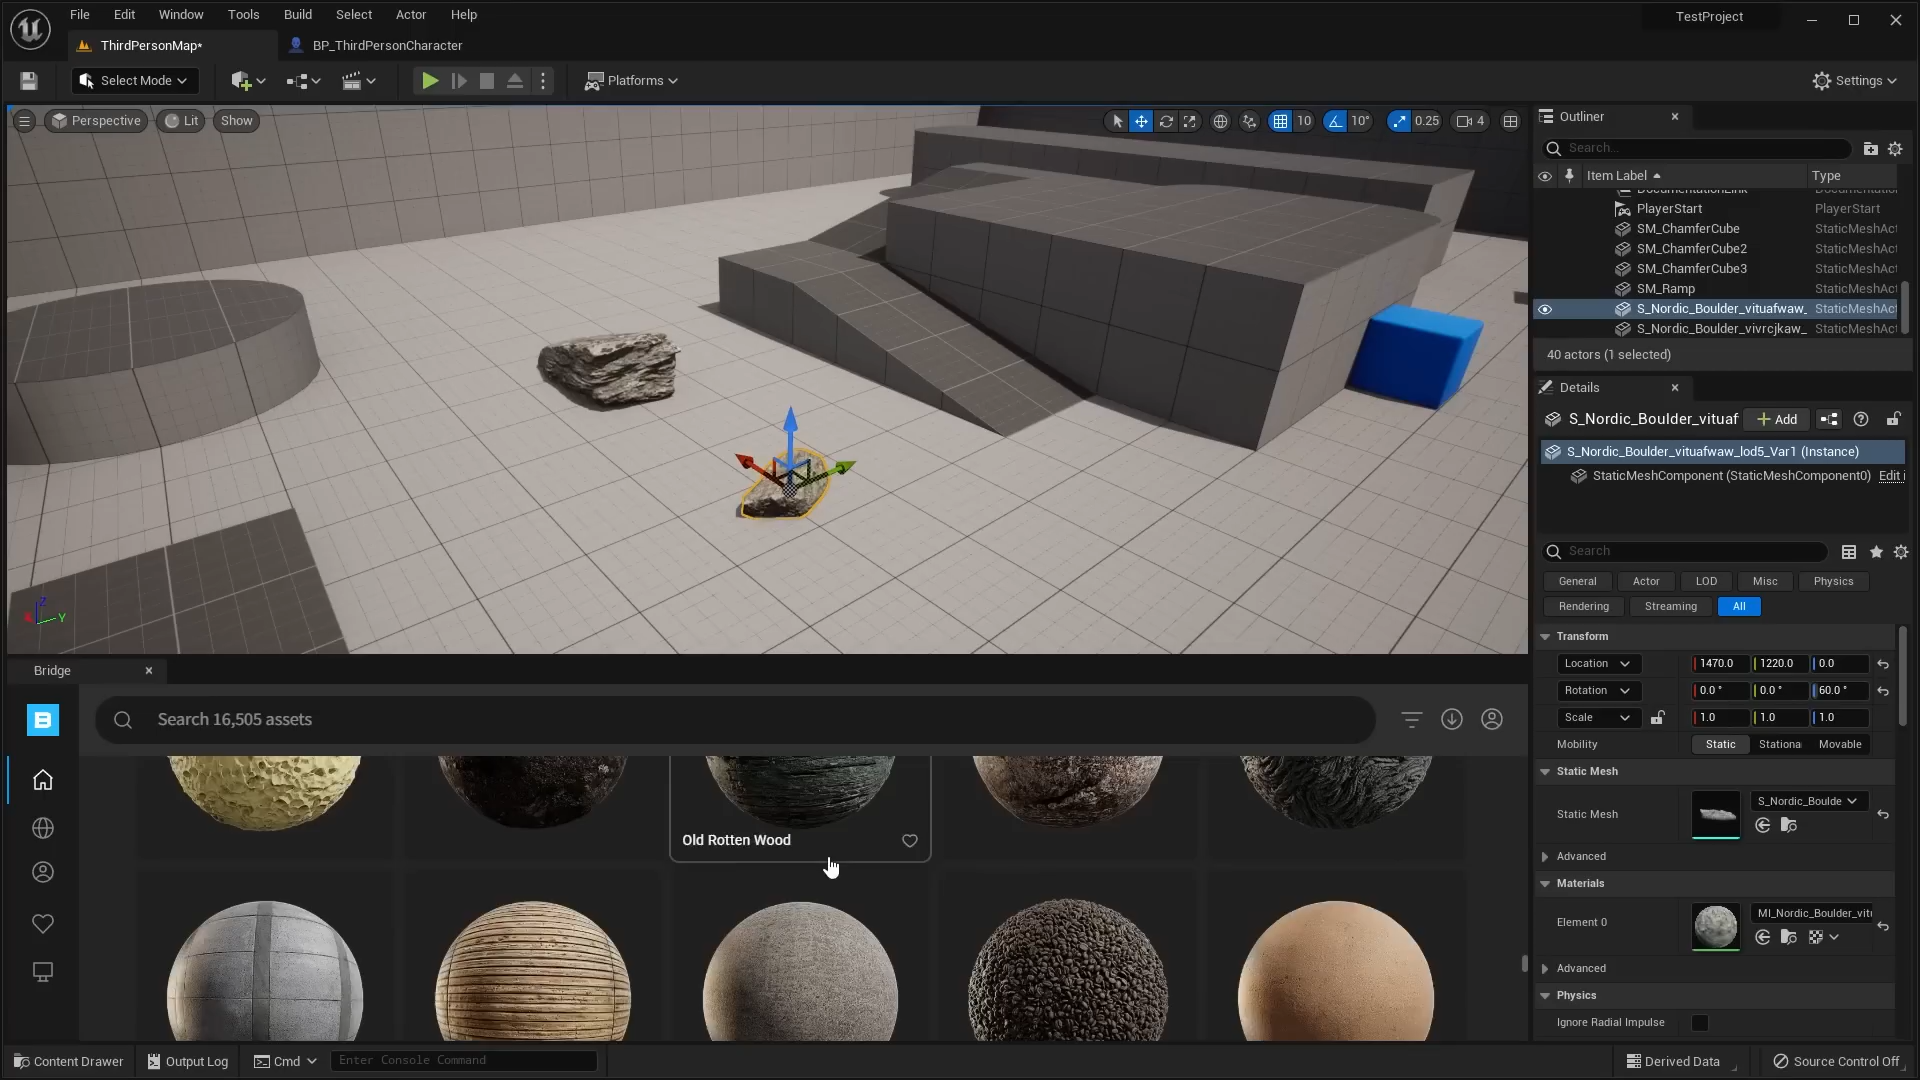 File Edit Window Tools Build Select Actor Help
TestProject
ThirdPersonMap*
BP_ThirdPersonCharacter
Select Mode
Platforms
Settings
Perspective
Lit
Show
10
10°
0.25
4
Outliner
Search...
Item Label
Type
DocumentationLink
PlayerStart PlayerStart
SM_ChamferCube StaticMeshAct
SM_ChamferCube2 StaticMeshAct
SM_ChamferCube3 StaticMeshAct
SM_Ramp StaticMeshAct
S_Nordic_Boulder_vituafwaw_ StaticMeshAct
S_Nordic_Boulder_vivrcjkaw_ StaticMeshAct
40 actors (1 selected)
Details
S_Nordic_Boulder_vituaf
Add
S_Nordic_Boulder_vituafwaw_lod5_Var1 (Instance)
StaticMeshComponent (StaticMeshComponent0) Edit i
Search
General Actor LOD Misc Physics
Rendering Streaming All
Transform
Location 1470.0 1220.0 0.0
Rotation 0.0 ° 0.0 ° 60.0 °
Scale 1.0 1.0 1.0
Mobility Static Stationa Movable
Static Mesh
Static Mesh S_Nordic_Boulde
Advanced
Materials
Element 0 MI_Nordic_Boulder_vitu
Advanced
Physics
Ignore Radial Impulse
Bridge
B
Search 16,505 assets
Old Rotten Wood
Z
Y
Content Drawer
Output Log
Cmd
Enter Console Command
Derived Data
Source Control Off